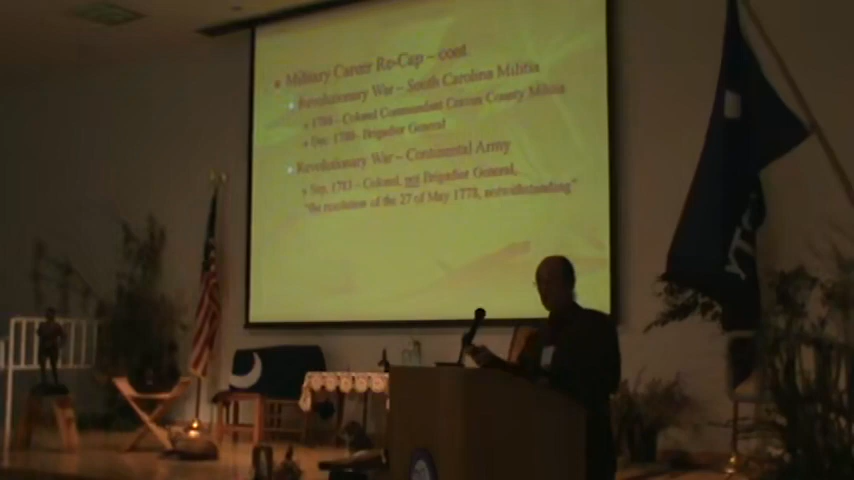 Military Career Re-Cap – cont
Revolutionary War – South Carolina Militia
1780 – Colonel Commandant Craven County Militia
Dec. 1780– Brigadier General
Revolutionary War – Continental Army
Sep. 1783 – Colonel, not Brigadier General,
"the resolution of the 27 of May 1778, notwithstanding"